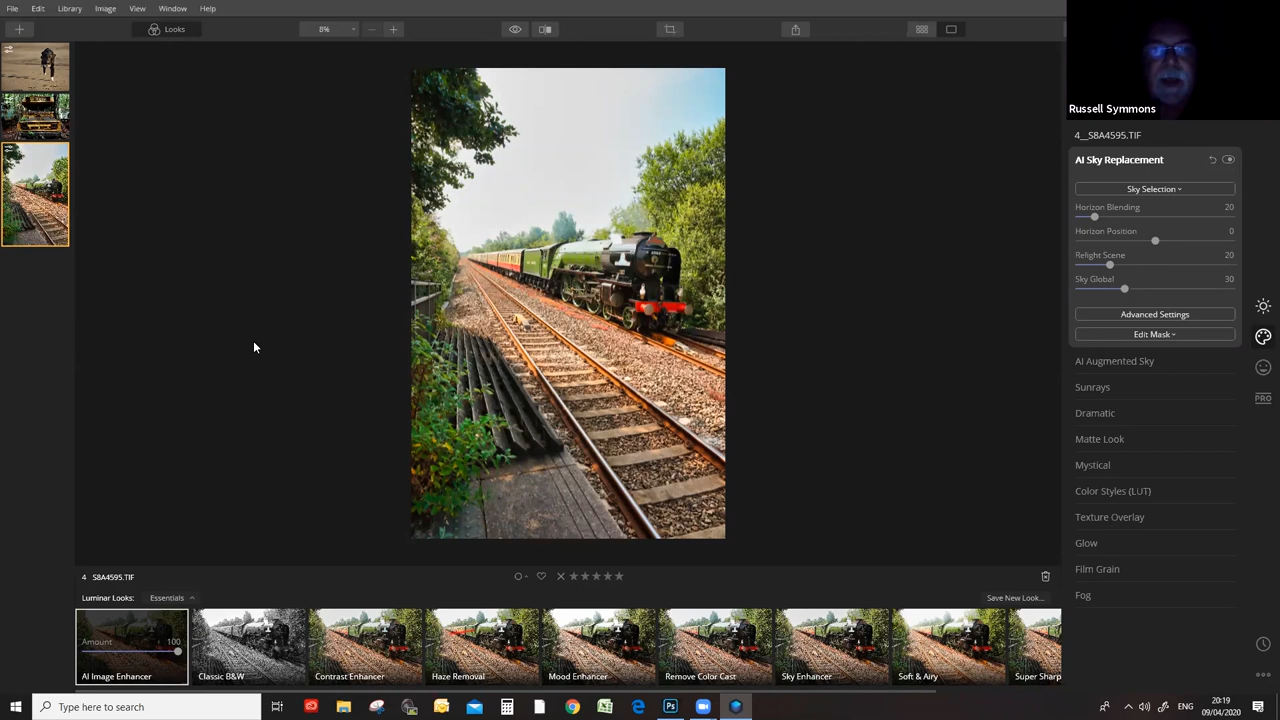 File Edit Library Image View Window Help
Looks
8%
Russell Symmons
4__S8A4595.TIF
AI Sky Replacement
Sky Selection
Horizon Blending 20
Horizon Position 0
Relight Scene 20
Sky Global 30
Advanced Settings
Edit Mask
AI Augmented Sky
Sunrays
Dramatic
Matte Look
Mystical
Color Styles (LUT)
Texture Overlay
Glow
Film Grain
Fog
PRO
4 S8A4595.TIF
Luminar Looks: Essentials
Save New Look...
Amount 100
AI Image Enhancer
Classic B&W
Contrast Enhancer
Haze Removal
Mood Enhancer
Remove Color Cast
Sky Enhancer
Soft & Airy
Super Sharp
Type here to search
ENG
20:19
09/04/2020